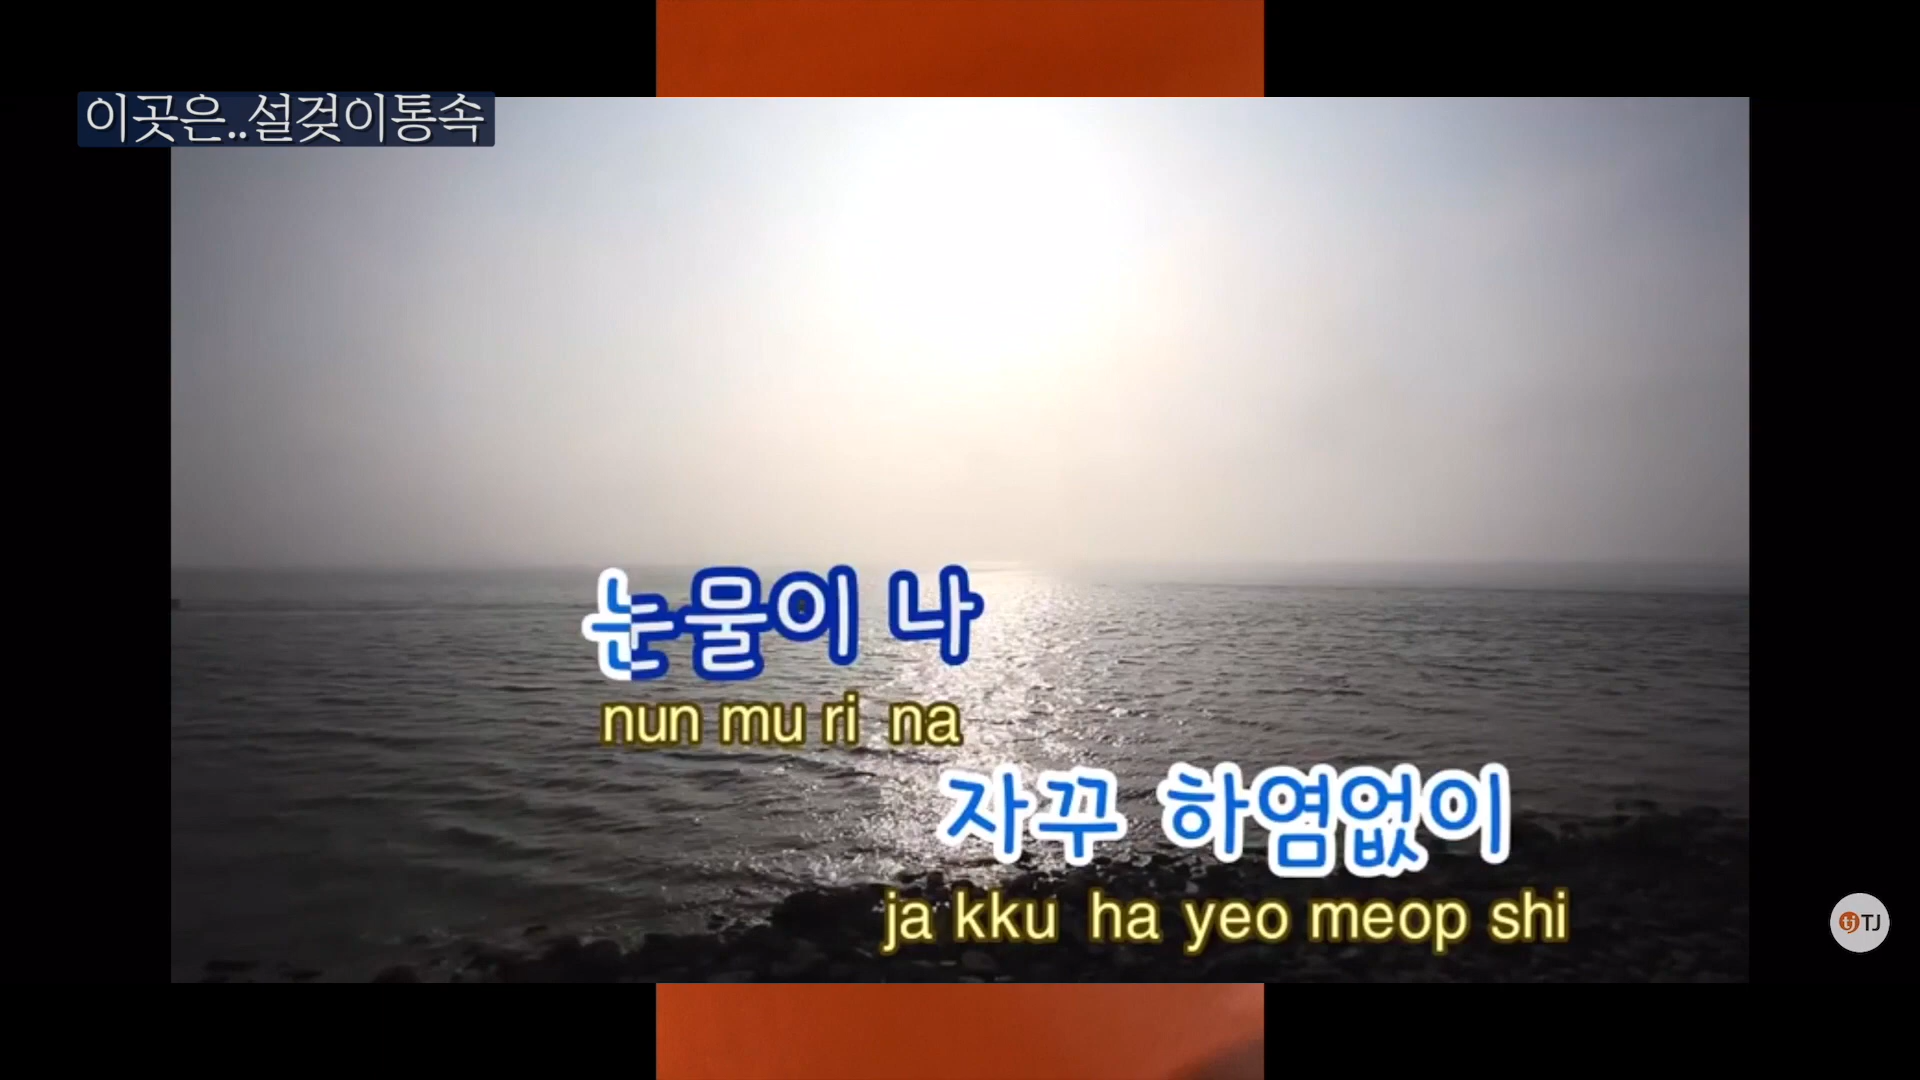 이곳은..설겆이통속
눈물이 나
nun mu ri na
자꾸 하염없이
ja kku ha yeo meop shi
tj TJ